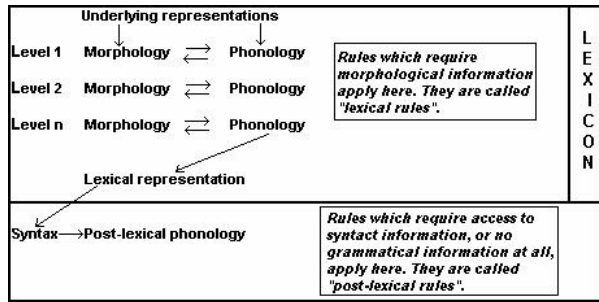 Underlying representations
Level 1 Morphology Phonology
Level 2 Morphology Phonology
Level n Morphology Phonology
Rules which require
morphological information
apply here. They are called
"lexical rules".
Lexical representation
LEXICON
Syntax Post-lexical phonology
Rules which require access to
syntact information, or no
grammatical information at all,
apply here. They are called
"post-lexical rules".